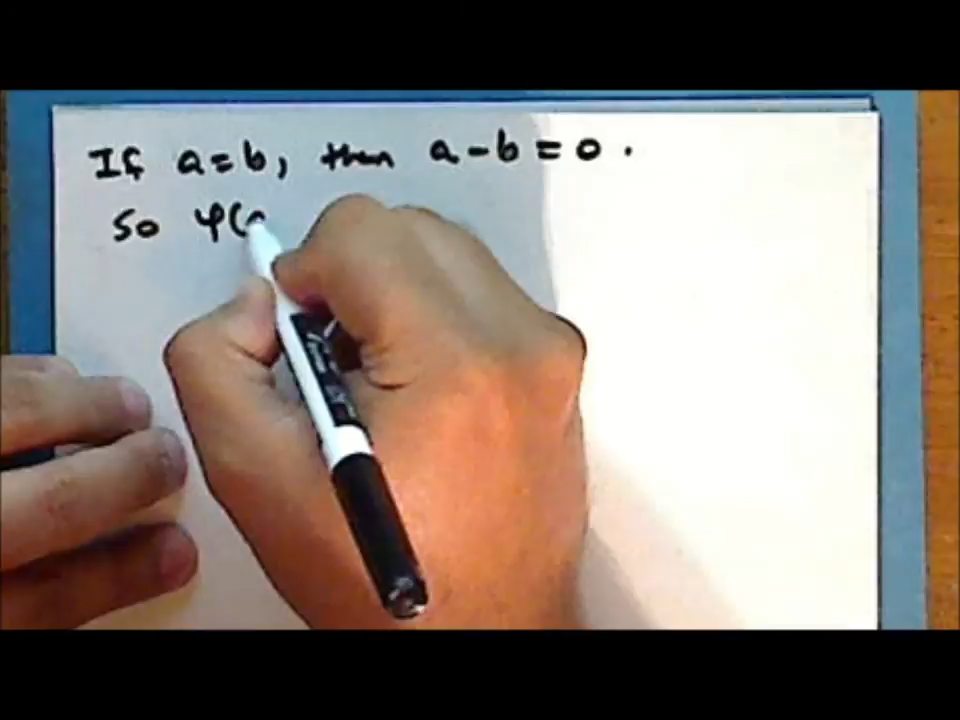 If a=b, then a-b=0.
So φ(